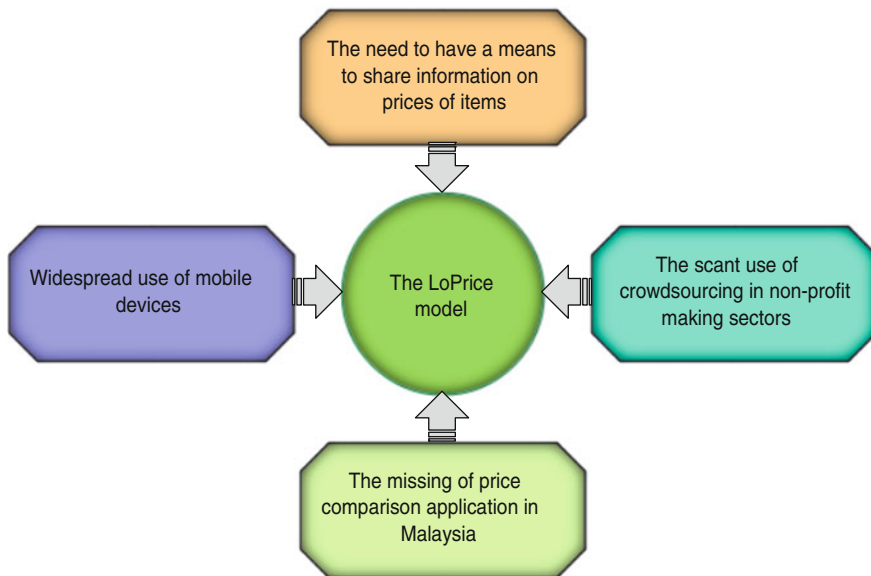 The need to have a means
to share information on
prices of items
Widespread use of mobile
devices
The LoPrice
model
The scant use of
crowdsourcing in non-profit
making sectors
The missing of price
comparison application in
Malaysia